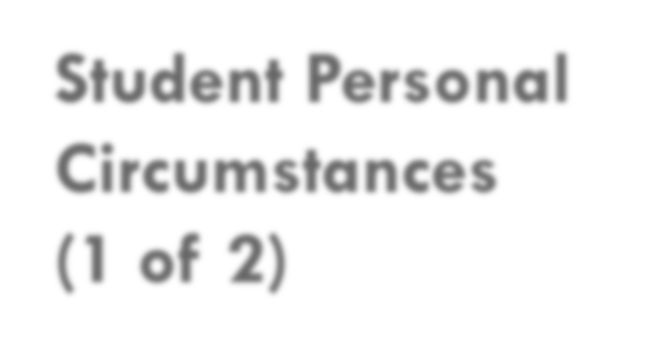 Student Personal
Circumstances
(1 of 2)